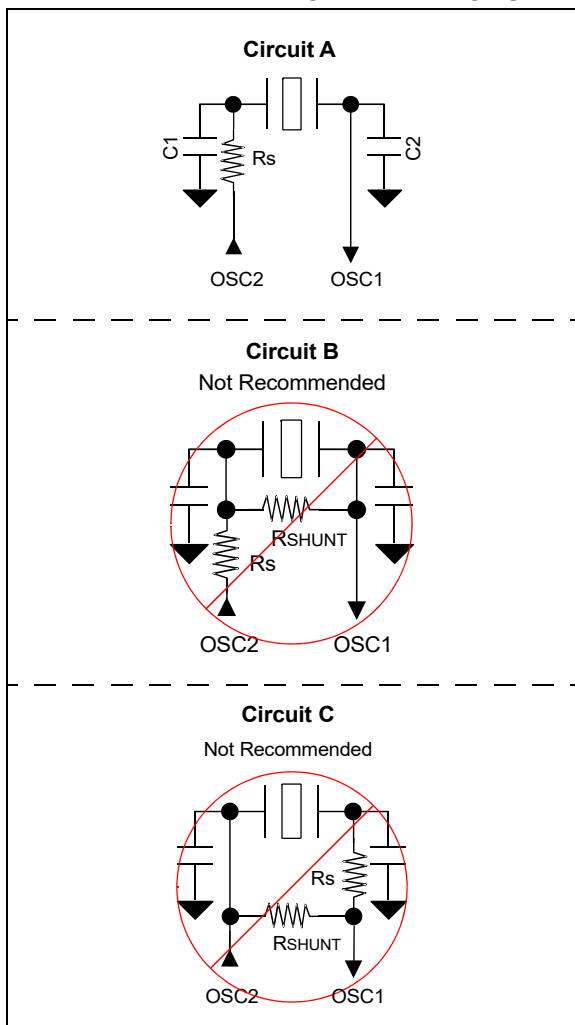 Circuit A
C1
Rs
C2
OSC2
OSC1
Circuit B
Not Recommended
RSHUNT
Rs
OSC2
OSC1
Circuit C
Not Recommended
Rs
RSHUNT
OSC2
OSC1